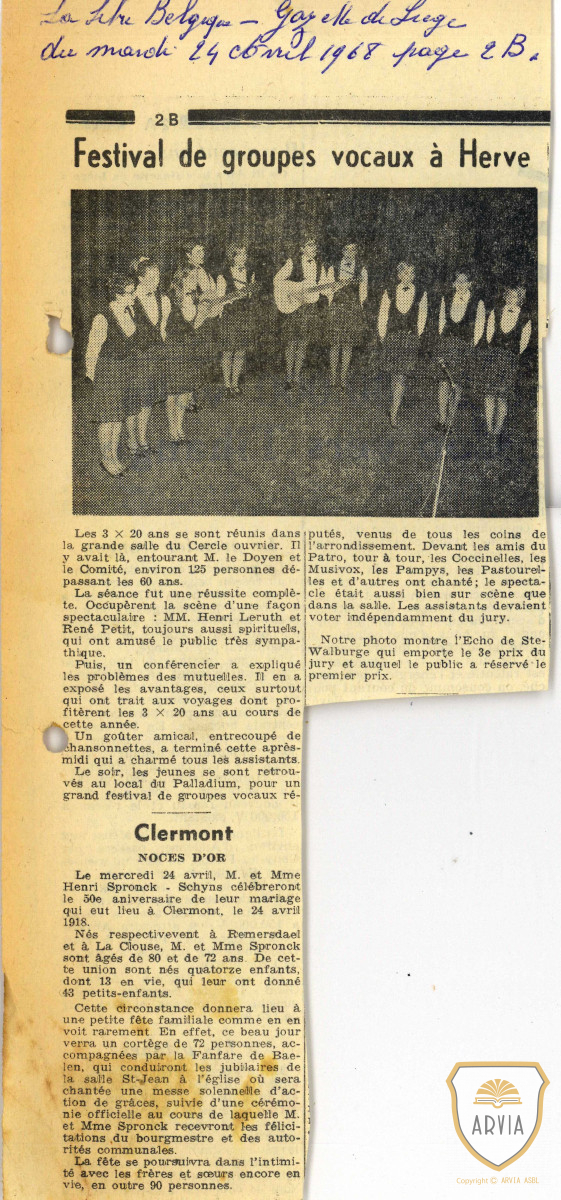 La Libre Belgique - Gazette de Liège
du mardi 24 avril 1968 page 2 B.
2 B
Festival de groupes vocaux à Herve
Les 3 × 20 ans se sont réunis dans
la grande salle du Cercle ouvrier. Il
y avait là, entourant M. le Doyen et
le Comité, environ 125 personnes dé-
passant les 60 ans.
La séance fut une réussite complè-
te. Occupèrent la scène d'une façon
spectaculaire : MM. Henri Leruth et
René Petit, toujours aussi spirituels,
qui ont amusé le public très sympa-
thique.
Puis, un conférencier a expliqué
les problèmes des mutuelles. Il en a
exposé les avantages, ceux surtout
qui ont trait aux voyages dont pro-
fitèrent les 3 × 20 ans au cours de
cette année.
Un goûter amical, entrecoupé de
chansonnettes, a terminé cette après-
midi qui a charmé tous les assistants.
Le soir, les jeunes se sont retrou-
vés au local du Palladium, pour un
grand festival de groupes vocaux ré-
putés, venus de tous les coins de
l'arrondissement. Devant les amis du
Patro, tour à tour, les Coccinelles, les
Musivox, les Pampys, les Pastourel-
les et d'autres ont chanté; le specta-
cle était aussi bien sur scène que
dans la salle. Les assistants devaient
voter indépendamment du jury.
Notre photo montre l'Echo de Ste-
Walburge qui emporte le 3e prix du
jury et auquel le public a réservé le
premier prix.
Clermont
NOCES D'OR
Le mercredi 24 avril, M. et Mme
Henri Spronck - Schyns célébreront
le 50e aniversaire de leur mariage
qui eut lieu à Clermont, le 24 avril
1918.
Nés respectivevent à Remersdael
et à La Clouse, M. et Mme Spronck
sont âgés de 80 et de 72 ans. De cet-
te union sont nés quatorze enfants,
dont 13 en vie, qui leur ont donné
43 petits-enfants.
Cette circonstance donnera lieu à
une petite fête familiale comme en en
voit rarement En effet, ce beau jour
verra un cortège de 72 personnes, ac-
compagnées par la Fanfare de Bae-
len, qui conduiront les jubilaires de
la salle St-Jean à l'église où sera
chantée une messe solennelle d'ac-
tion de grâces, suivie d'une cérémo-
nie officielle au cours de laquelle M.
et Mme Spronck recevront les félici-
tations du bourgmestre et des auto-
rités communales.
La fête se poursuivra dans l'intimi-
té avec les frères et sœurs encore en
vie, en outre 90 personnes.
ARVIA
Copyright © ARVIA ASBL